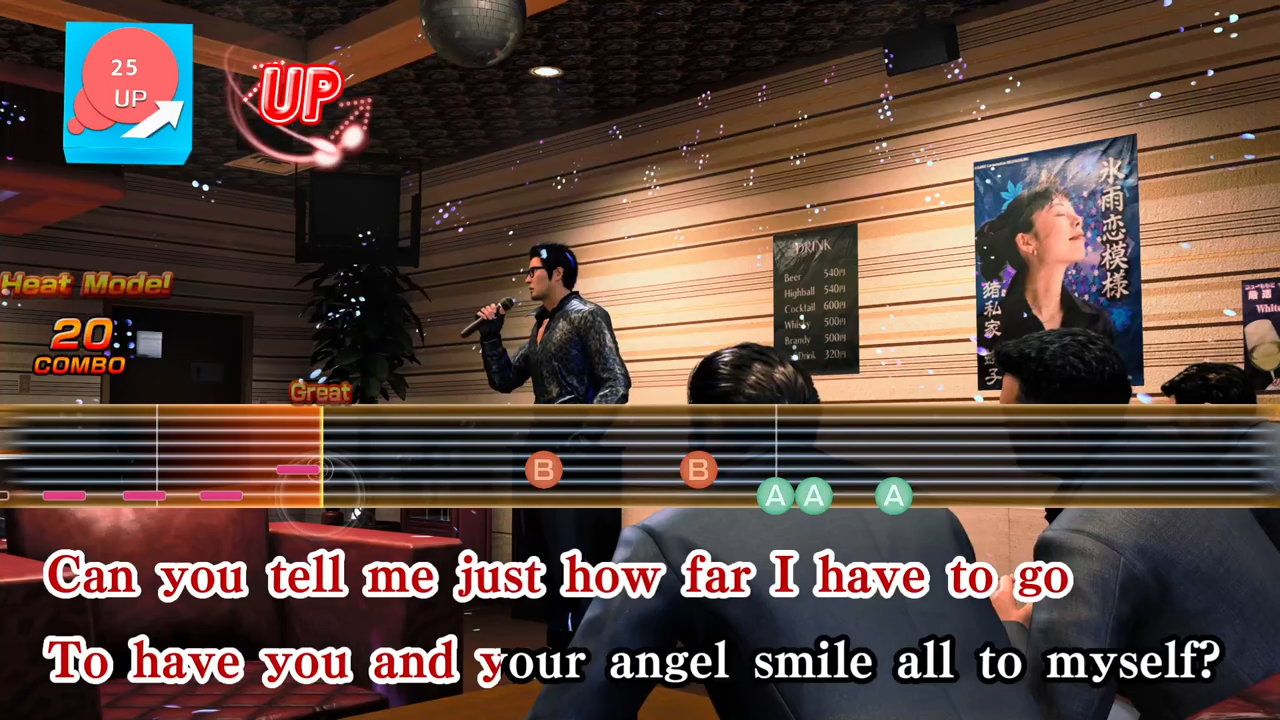 25
UP
UP
Heat Mode!
20
COMBO
Great
DRINK
Beer 540円
Highball 540円
Cocktail 600円
Whisky 500円
Brandy 500円
Drink 320円
氷雨恋模様
猪私家
子
White
B
B
A
A
A
Can you tell me just how far I have to go
To have you and your angel smile all to myself?